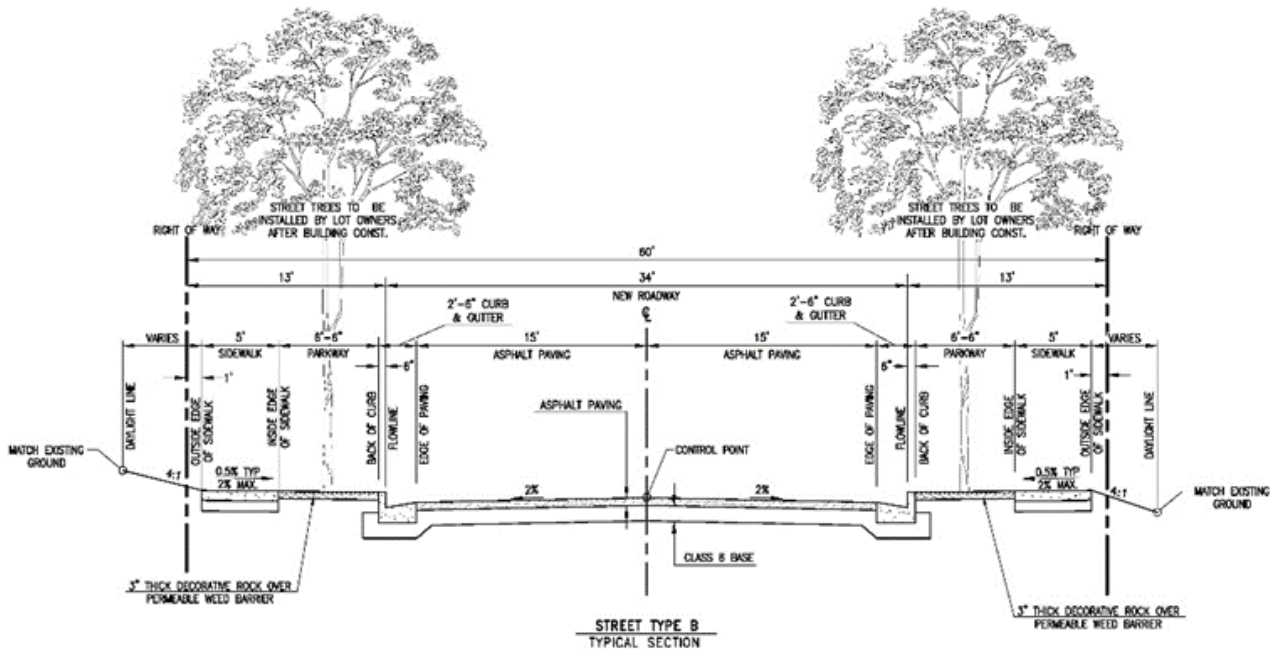 STREET TREES TO BE
INSTALLED BY LOT OWNERS
AFTER BUILDING CONST.
STREET TREES TO BE
INSTALLED BY LOT OWNERS
AFTER BUILDING CONST.
RIGHT OF WAY
RIGHT OF WAY
60'
13'
34'
13'
NEW ROADWAY
2'-6" CURB
& GUTTER
2'-6" CURB
& GUTTER
℄
VARIES
5'
6'-6"
15'
15'
6'-6"
5'
VARIES
SIDEWALK
PARKWAY
ASPHALT PAVING
ASPHALT PAVING
PARKWAY
SIDEWALK
1'
6"
6"
1'
DAYLIGHT LINE
OUTSIDE EDGE
OF SIDEWALK
INSIDE EDGE
OF SIDEWALK
BACK OF CURB
FLOWLINE
EDGE OF PAVING
ASPHALT PAVING
CONTROL POINT
EDGE OF PAVING
FLOWLINE
BACK OF CURB
INSIDE EDGE
OF SIDEWALK
OUTSIDE EDGE
OF SIDEWALK
DAYLIGHT LINE
MATCH EXISTING
GROUND
4:1
0.5% TYP
2% MAX.
2%
2%
0.5% TYP
2% MAX.
4:1
MATCH EXISTING
GROUND
CLASS 6 BASE
3" THICK DECORATIVE ROCK OVER
PERMEABLE WEED BARRIER
3" THICK DECORATIVE ROCK OVER
PERMEABLE WEED BARRIER
STREET TYPE B
TYPICAL SECTION